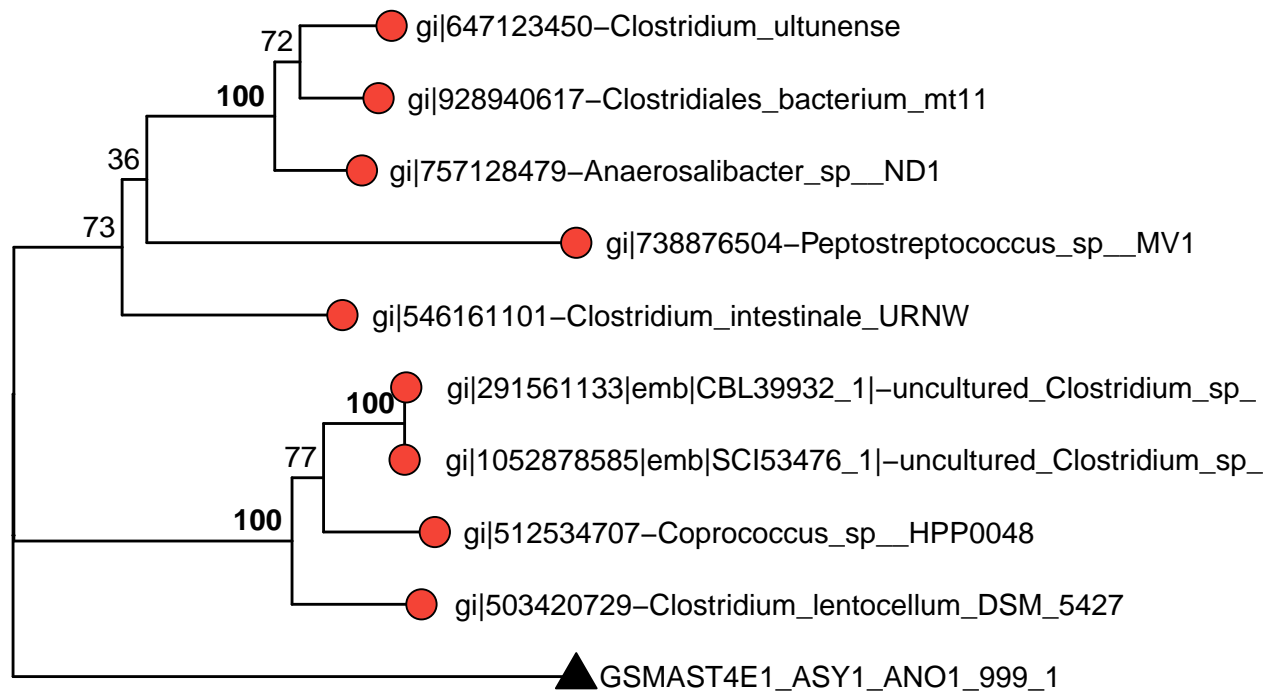 gi|647123450−Clostridium_ultunense
72
gi|928940617−Clostridiales_bacterium_mt11
100
36
gi|757128479−Anaerosalibacter_sp__ND1
73
gi|738876504−Peptostreptococcus_sp__MV1
gi|546161101−Clostridium_intestinale_URNW
gi|291561133|emb|CBL39932_1|−uncultured_Clostridium_sp_
100
77
gi|1052878585|emb|SCI53476_1|−uncultured_Clostridium_sp_
100
gi|512534707−Coprococcus_sp__HPP0048
gi|503420729−Clostridium_lentocellum_DSM_5427
GSMAST4E1_ASY1_ANO1_999_1